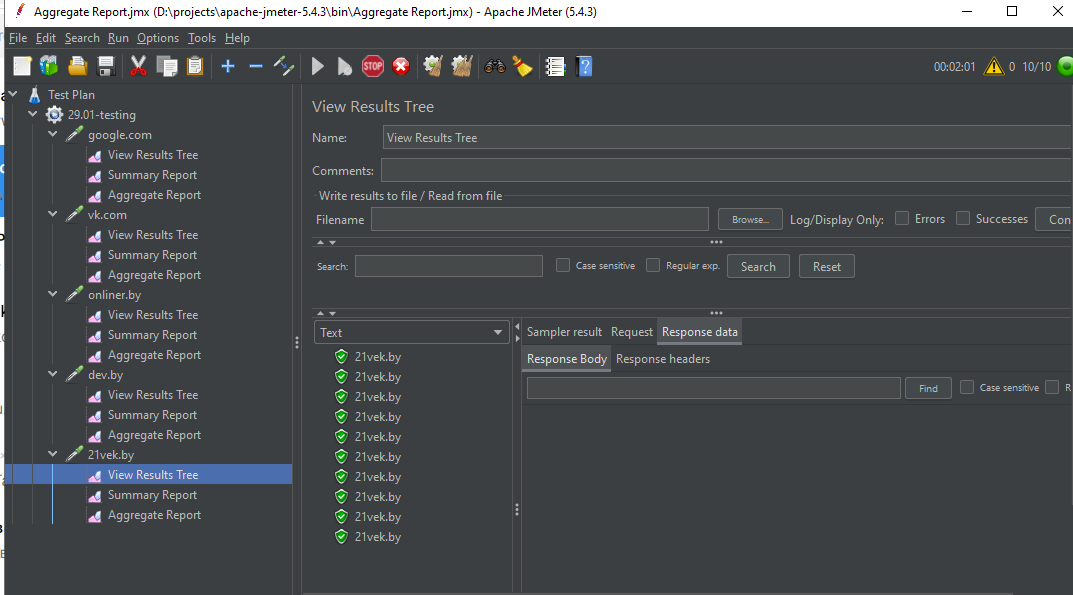 Aggregate Report.jmx (D:\projects\apache-jmeter-5.4.3\bin\Aggregate Report.jmx) - Apache JMeter (5.4.3)
File Edit Search Run Options Tools Help
STOP ? 00:02:01 0 10/10
Test Plan
29.01-testing
google.com
View Results Tree
Summary Report
Aggregate Report
vk.com
View Results Tree
Summary Report
Aggregate Report
onliner.by
View Results Tree
Summary Report
Aggregate Report
dev.by
View Results Tree
Summary Report
Aggregate Report
21vek.by
View Results Tree
Summary Report
Aggregate Report
View Results Tree
Name: View Results Tree
Comments:
Write results to file / Read from file
Filename Browse... Log/Display Only: Errors Successes Con
Search: Case sensitive Regular exp. Search Reset
Text
21vek.by
21vek.by
21vek.by
21vek.by
21vek.by
21vek.by
21vek.by
21vek.by
21vek.by
21vek.by
Sampler result Request Response data
Response Body Response headers
Find Case sensitive R